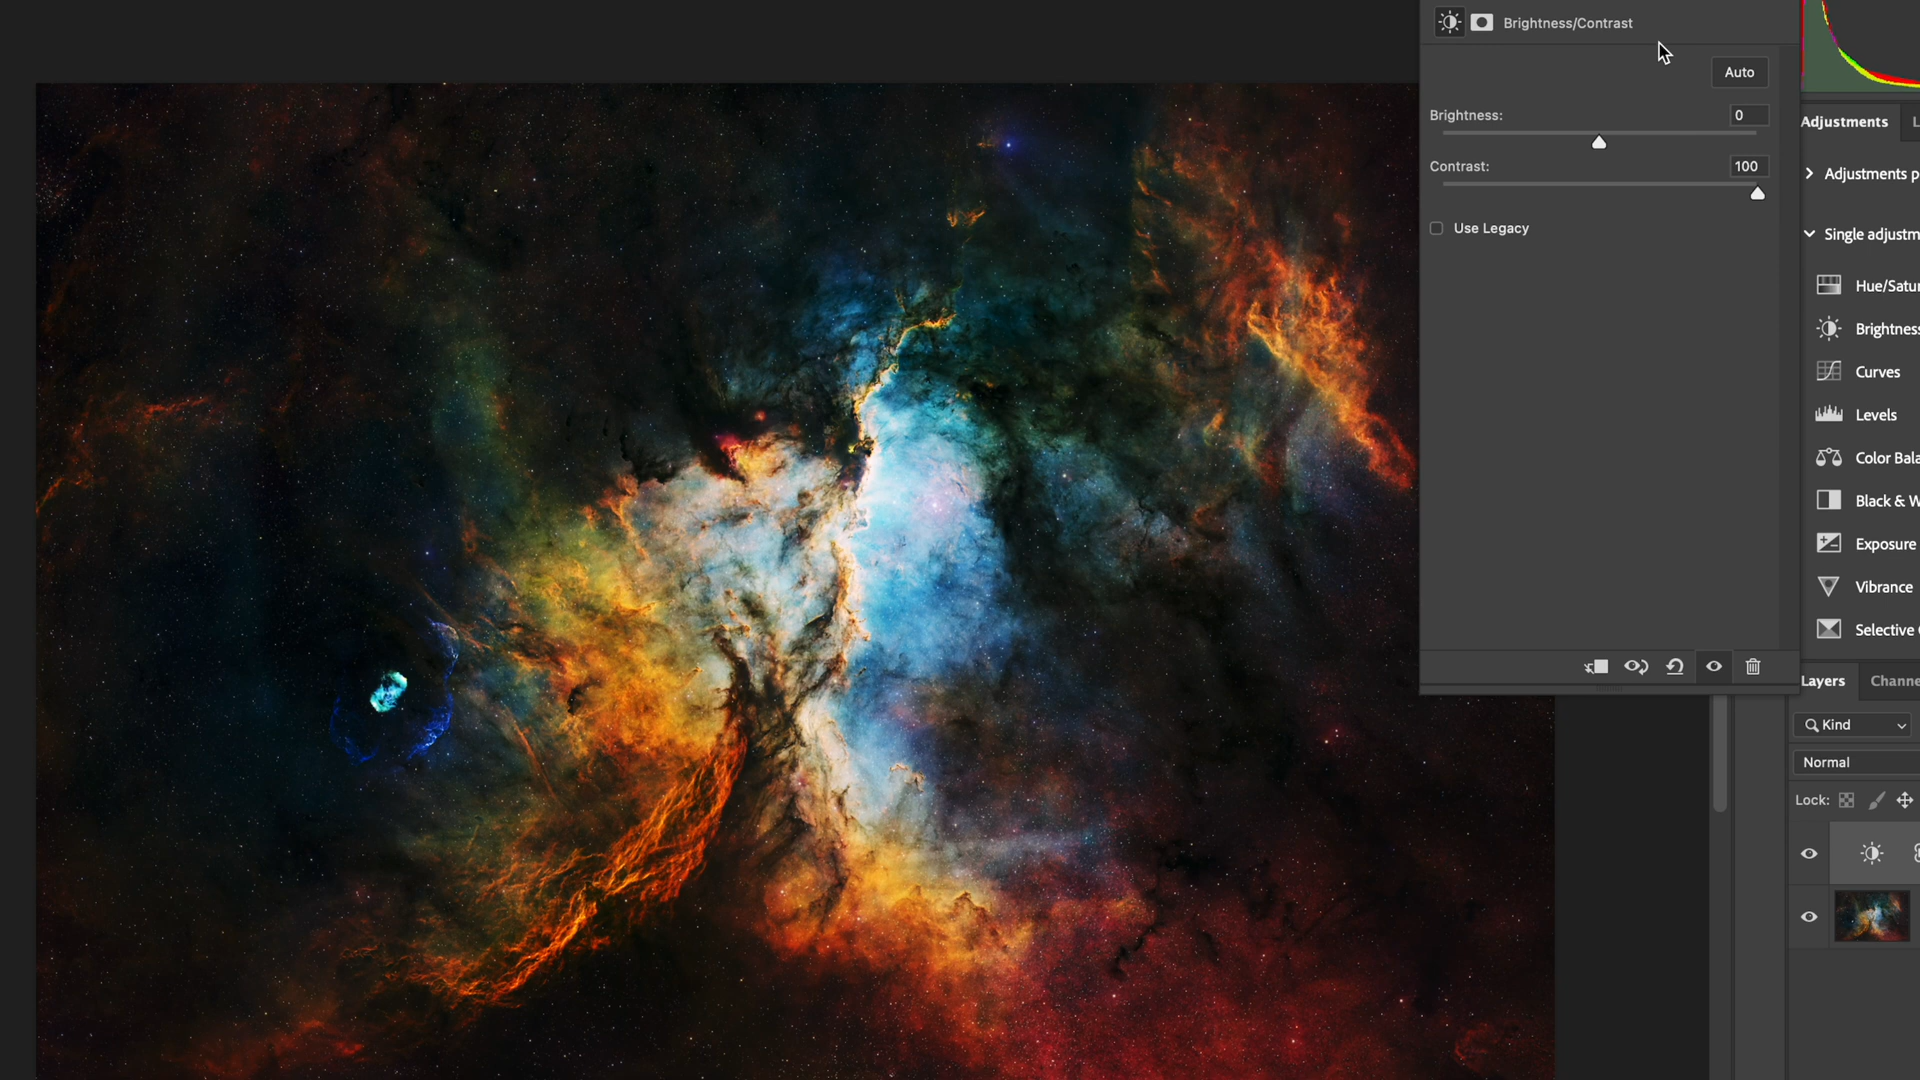 Brightness/Contrast
Auto
Brightness:
0
Contrast:
100
Use Legacy
Adjustments
L
Adjustments p
Single adjustm
Hue/Satur
Brightness
Curves
Levels
Color Bala
Black & W
Exposure
Vibrance
Selective
Layers
Channe
Kind
Normal
Lock: